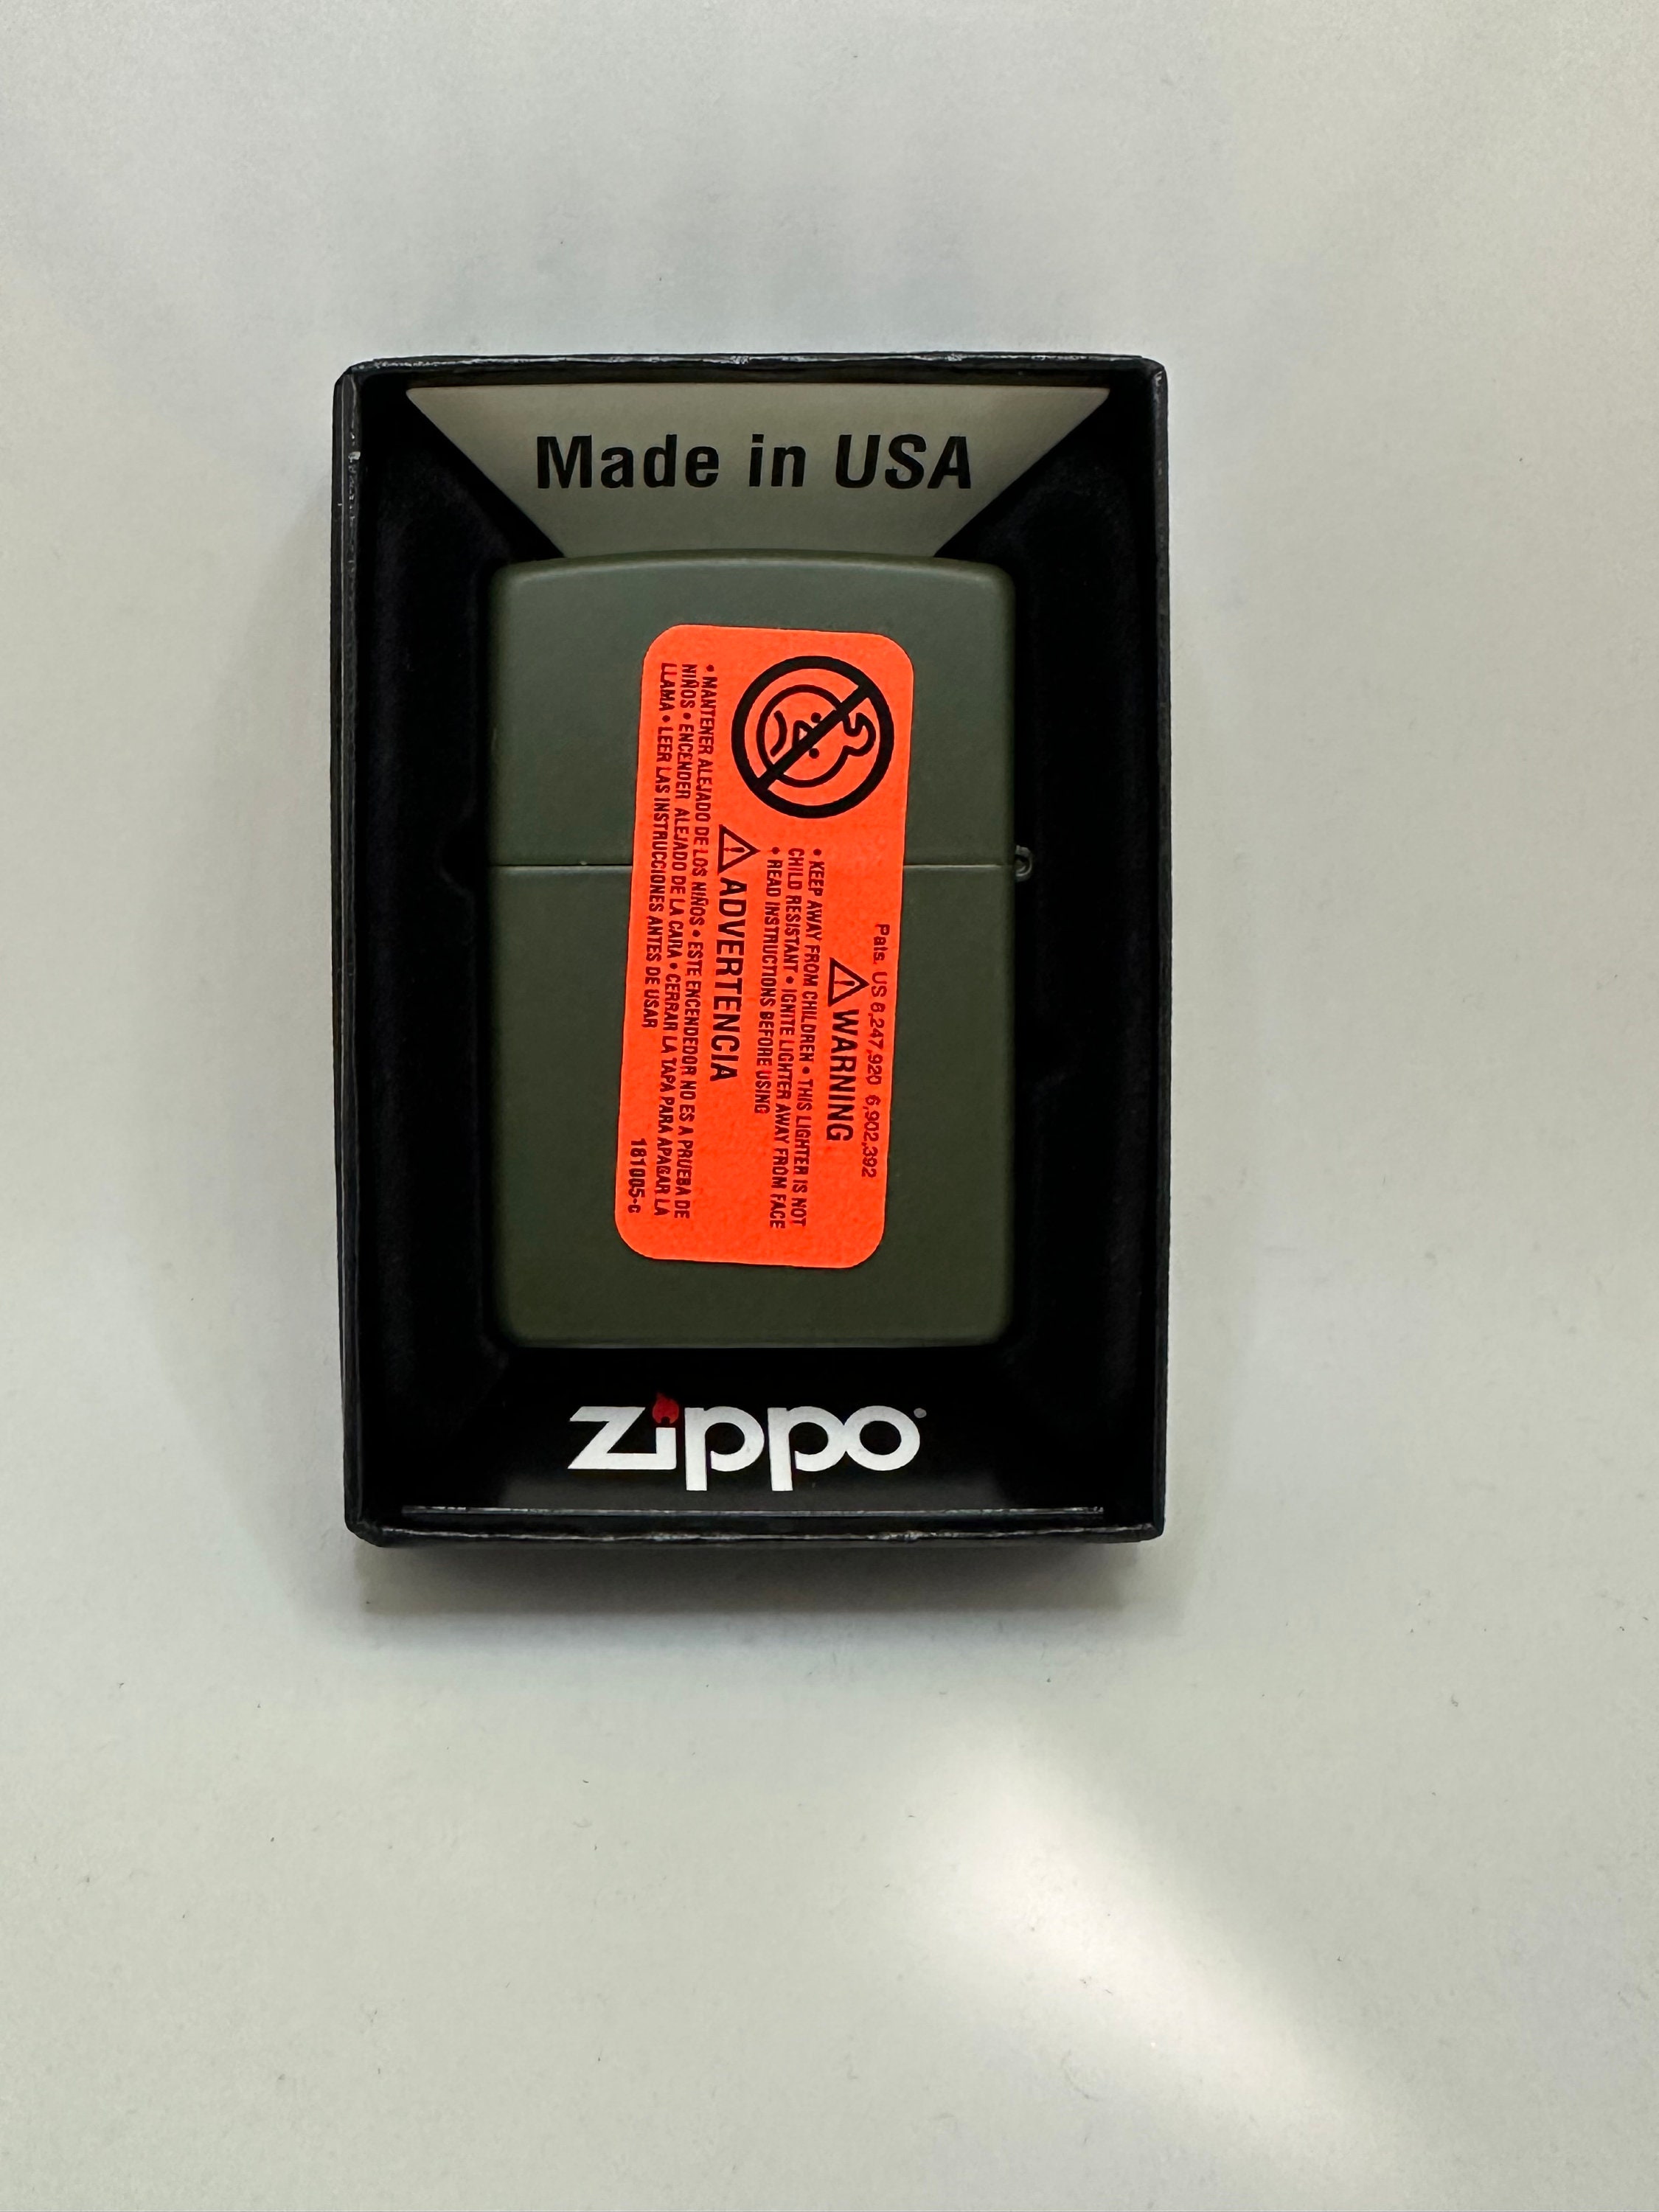 Made in USA
Pats. US 6,247,920 6,902,392
WARNING
• KEEP AWAY FROM CHILDREN • THIS LIGHTER IS NOT
CHILD RESISTANT • IGNITE LIGHTER AWAY FROM FACE
• READ INSTRUCTIONS BEFORE USING
ADVERTENCIA
• MANTENER ALEJADO DE LOS NIÑOS • ESTE ENCENDEDOR NO ES A PRUEBA DE
NIÑOS • ENCENDER ALEJADO DE LA CARA • CERRAR LA TAPA PARA APAGAR LA
LLAMA • LEER LAS INSTRUCCIONES ANTES DE USAR
181005-c
zippo